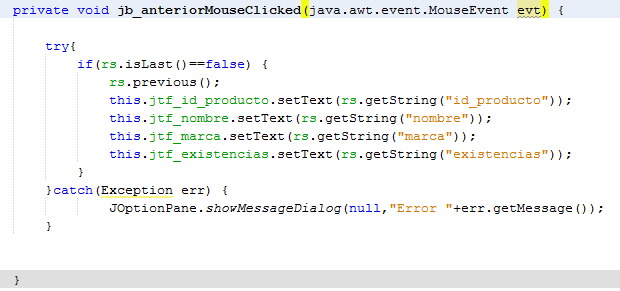 private void jb_anteriorMouseClicked(java.awt.event.MouseEvent evt) {
try{
if(rs.isLast()==false) {
rs.previous();
this.jtf_id_producto.setText(rs.getString("id_producto"));
this.jtf_nombre.setText(rs.getString("nombre"));
this.jtf_marca.setText(rs.getString("marca"));
this.jtf_existencias.setText(rs.getString("existencias"));
}
}catch(Exception err) {
JOptionPane.showMessageDialog(null,"Error "+err.getMessage());
}
}